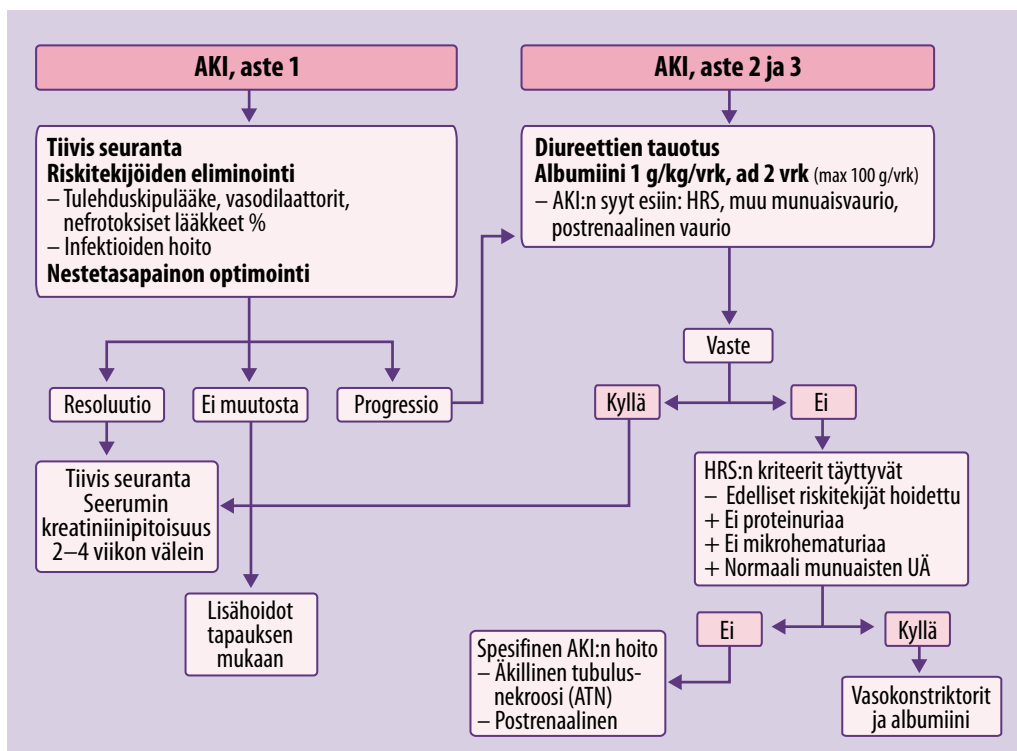 AKI, aste 1
Tiivis seuranta
Riskitekijöiden eliminointi
– Tulehduskipulääke, vasodilaattorit,
nefrotoksiset lääkkeet %
– Infektioiden hoito
Nestetasapainon optimointi
Resoluutio
Ei muutosta
Progressio
Tiivis seuranta
Seerumin
kreatiniinipitoisuus
2–4 viikon välein
Lisähoidot
tapauksen
mukaan
AKI, aste 2 ja 3
Diureettien tauotus
Albumiini 1 g/kg/vrk, ad 2 vrk (max 100 g/vrk)
– AKI:n syyt esiin: HRS, muu munuaisvaurio,
postrenaalinen vaurio
Vaste
Kyllä
Ei
HRS:n kriteerit täyttyvät
– Edelliset riskitekijät hoidettu
+ Ei proteinuriaa
+ Ei mikrohematuriaa
+ Normaali munuaisten UÄ
Ei
Kyllä
Spesifinen AKI:n hoito
– Äkillinen tubulus-
nekroosi (ATN)
– Postrenaalinen
Vasokonstriktorit
ja albumiini